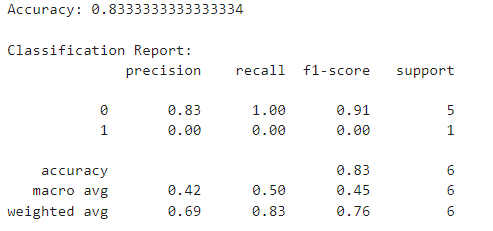 Accuracy: 0.8333333333333334
Classification Report:
precision recall f1-score support
0 0.83 1.00 0.91 5
1 0.00 0.00 0.00 1
accuracy 0.83 6
macro avg 0.42 0.50 0.45 6
weighted avg 0.69 0.83 0.76 6